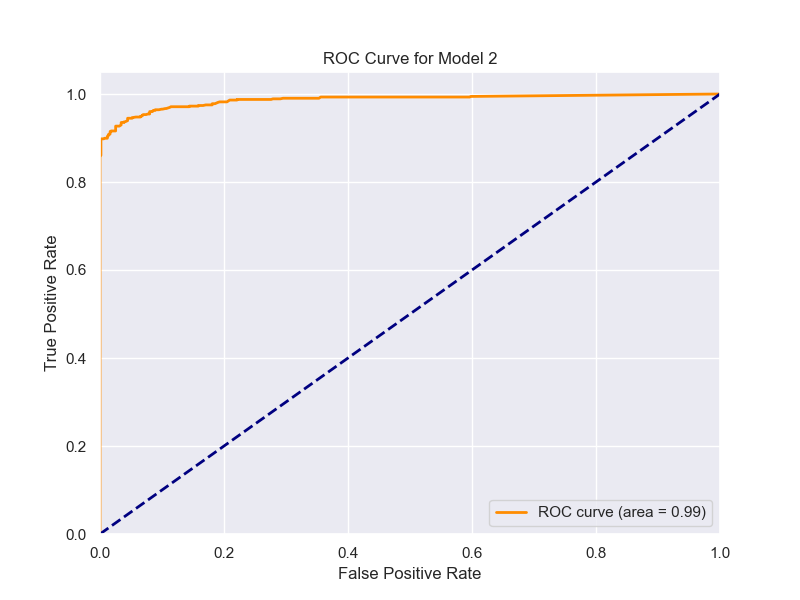 ROC Curve for Model 2
True Positive Rate
1.0
0.8
0.6
0.4
0.2
0.0
ROC curve (area = 0.99)
0.0 0.2 0.4 0.6 0.8 1.0
False Positive Rate